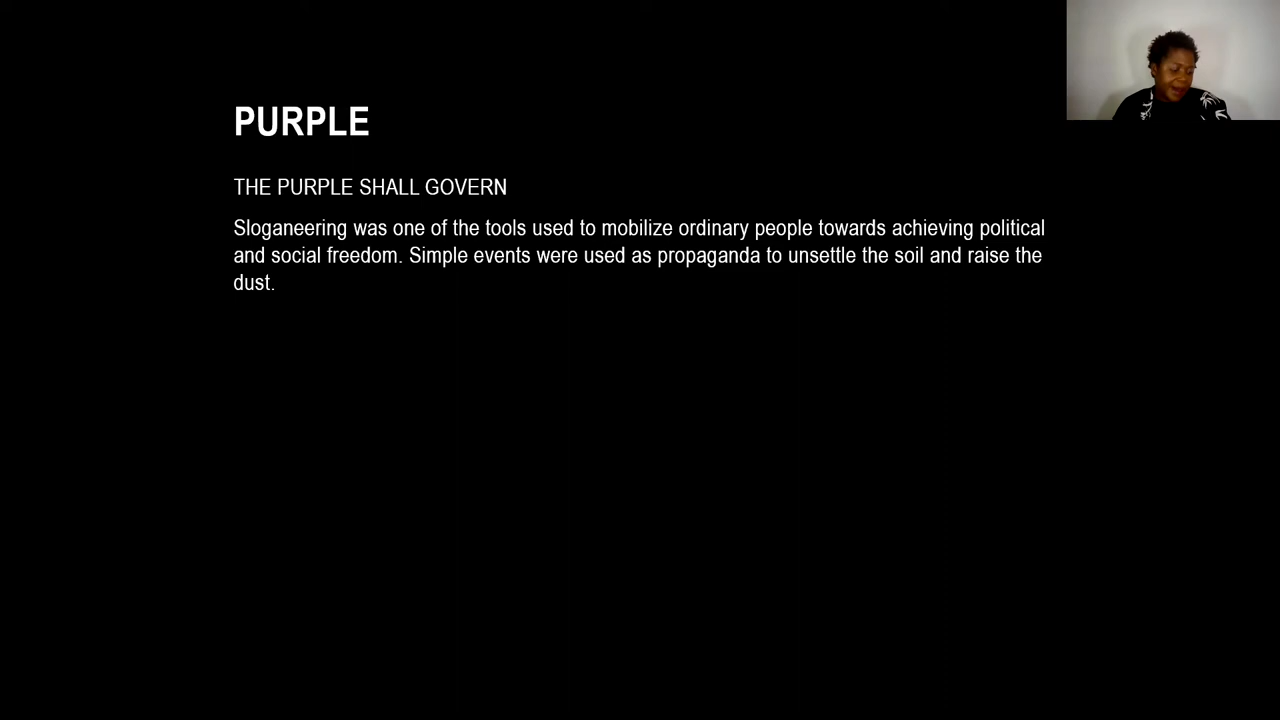 PURPLE
THE PURPLE SHALL GOVERN
Sloganeering was one of the tools used to mobilize ordinary people towards achieving political
and social freedom. Simple events were used as propaganda to unsettle the soil and raise the
dust.